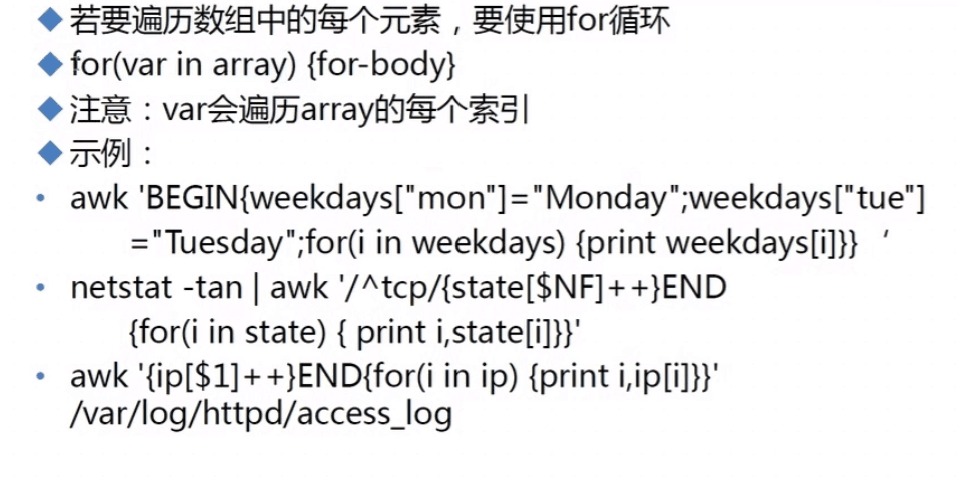 ◆ 若要遍历数组中的每个元素，要使用for循环
◆ for(var in array) {for-body}
◆ 注意：var会遍历array的每个索引
◆ 示例：
• awk 'BEGIN{weekdays["mon"]="Monday";weekdays["tue"]
="Tuesday";for(i in weekdays) {print weekdays[i]}} ‘
• netstat -tan | awk '/^tcp/{state[$NF]++}END
{for(i in state) { print i,state[i]}}'
• awk '{ip[$1]++}END{for(i in ip) {print i,ip[i]}}'
/var/log/httpd/access_log